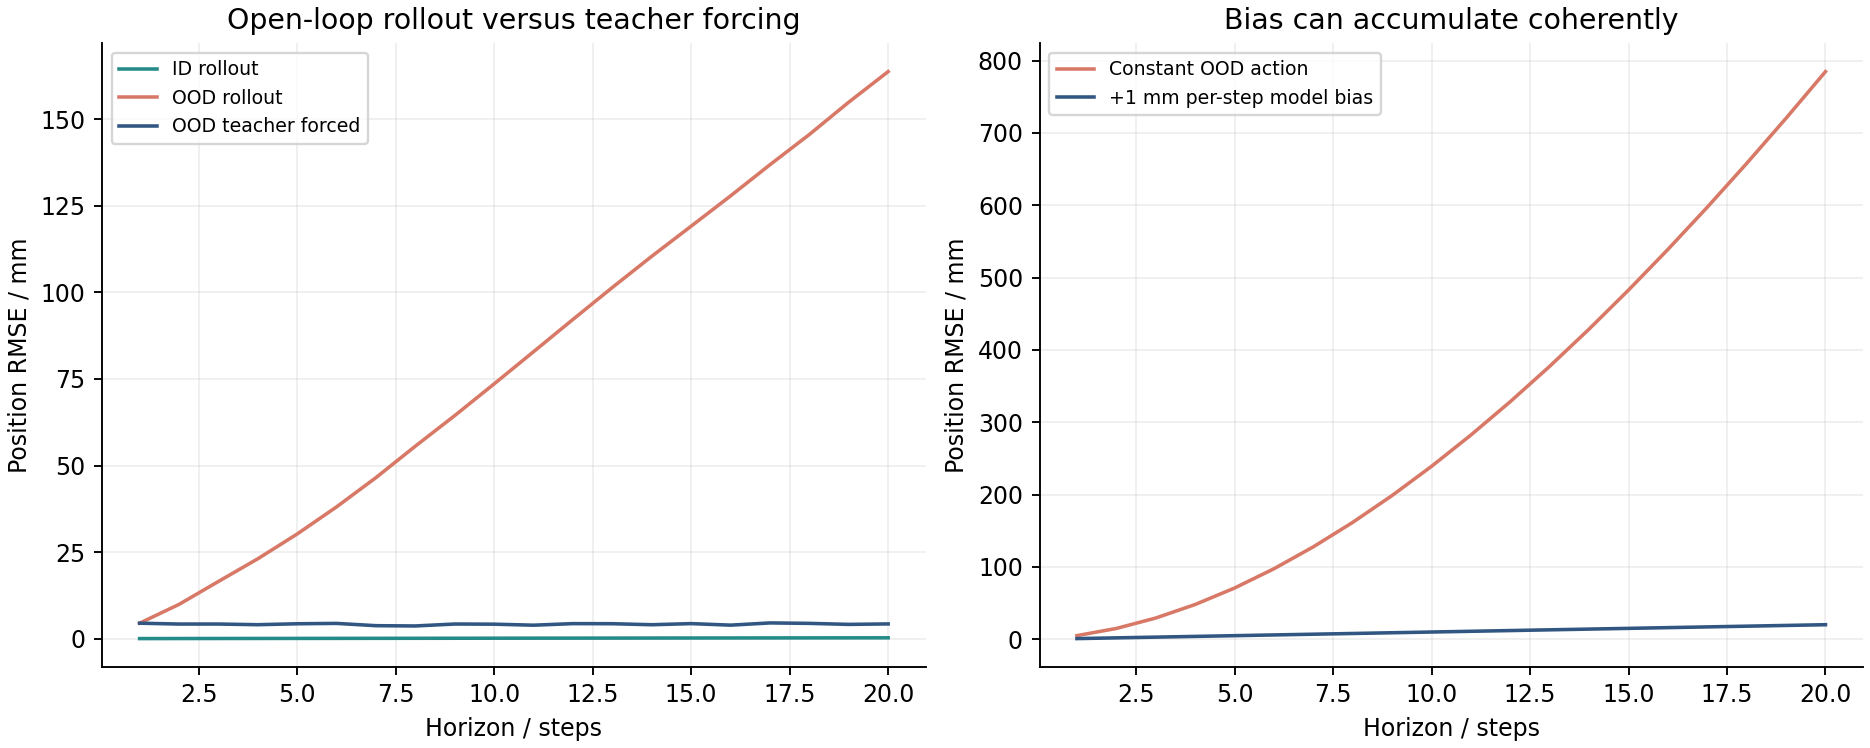 Open-loop rollout versus teacher forcing
ID rollout
OOD rollout
OOD teacher forced
150
125
100
75
50
25
0
Position RMSE / mm
2.5 5.0 7.5 10.0 12.5 15.0 17.5 20.0
Horizon / steps
Bias can accumulate coherently
Constant OOD action
+1 mm per-step model bias
800
700
600
500
400
300
200
100
0
Position RMSE / mm
2.5 5.0 7.5 10.0 12.5 15.0 17.5 20.0
Horizon / steps